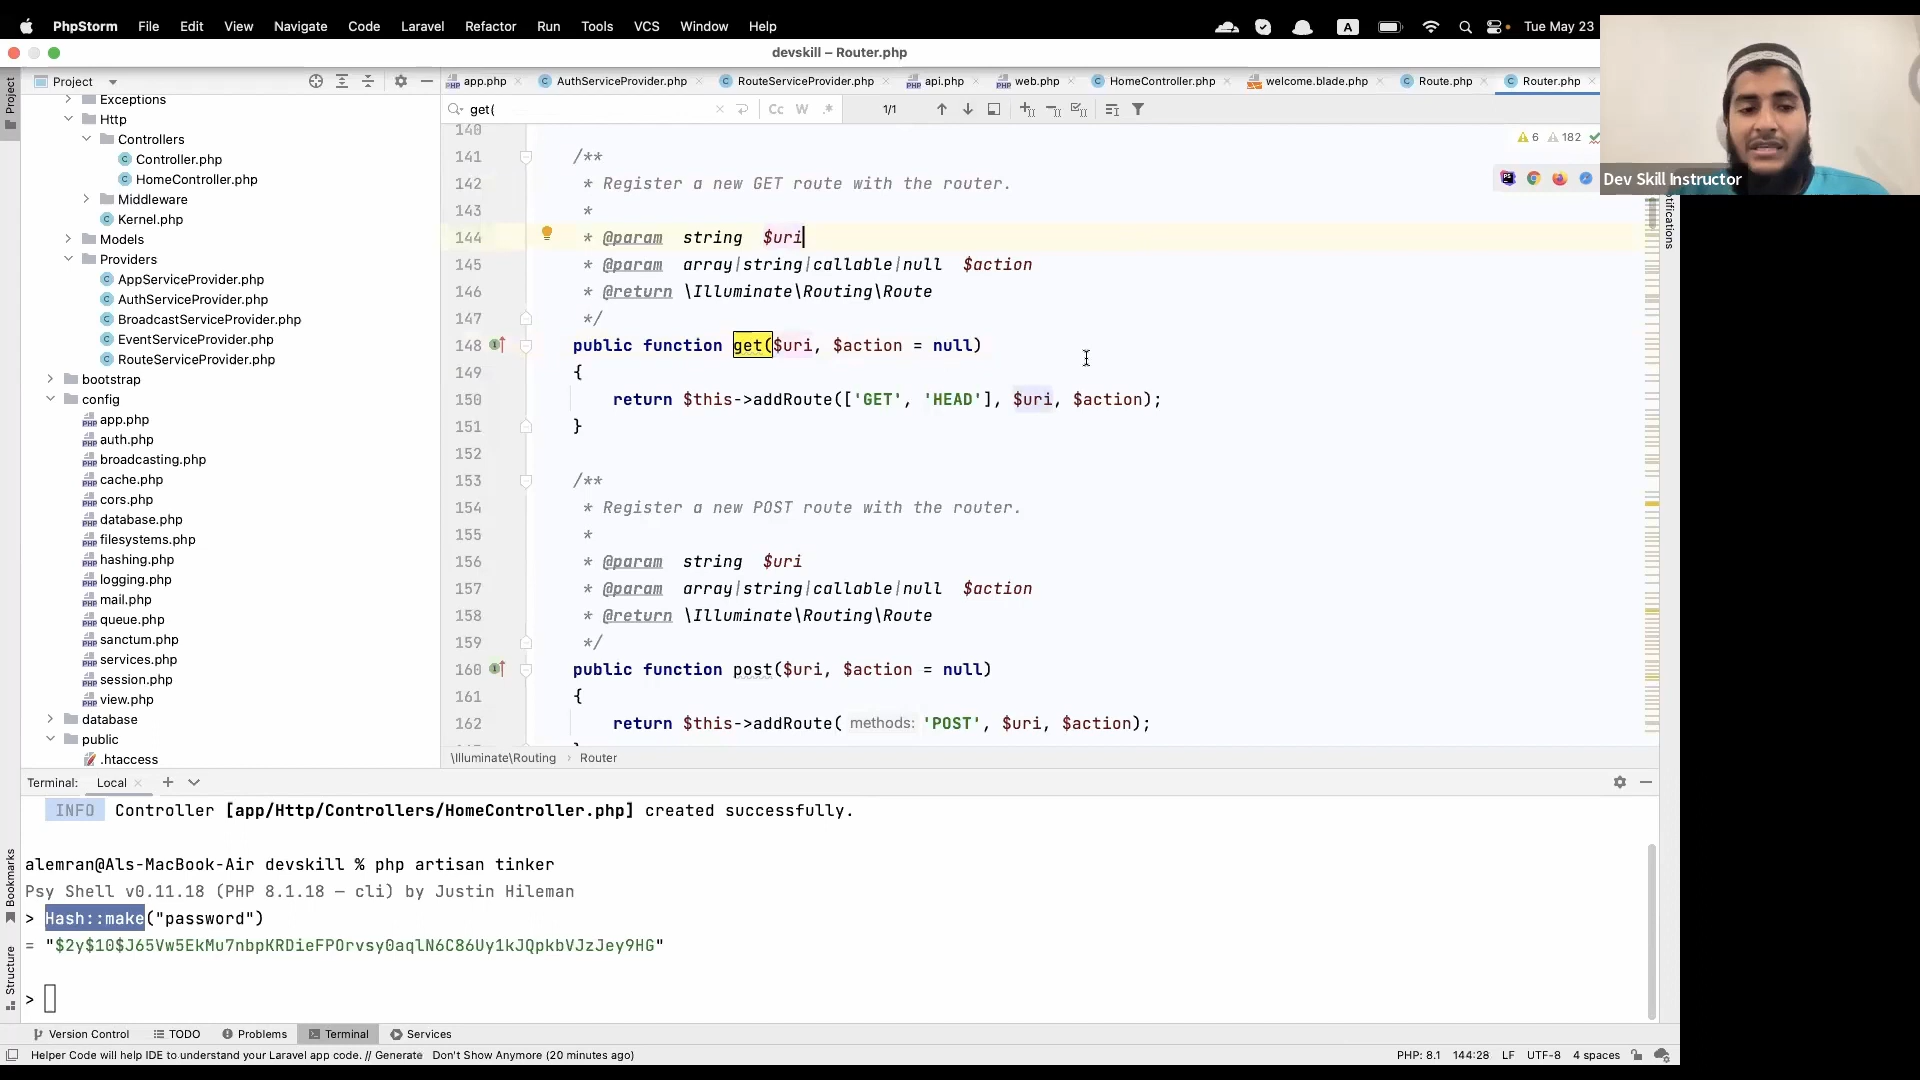 PhpStorm File Edit View Navigate Code Laravel Refactor Run Tools VCS Window Help A Tue May 23
devskill – Router.php
Project
app.php AuthServiceProvider.php RouteServiceProvider.php api.php web.php HomeController.php welcome.blade.php Route.php Router.php
get( Cc W .* 1/1
6 182
Exceptions
Http
Controllers
Controller.php
HomeController.php
Middleware
Kernel.php
Models
Providers
AppServiceProvider.php
AuthServiceProvider.php
BroadcastServiceProvider.php
EventServiceProvider.php
RouteServiceProvider.php
bootstrap
config
app.php
auth.php
broadcasting.php
cache.php
cors.php
database.php
filesystems.php
hashing.php
logging.php
mail.php
queue.php
sanctum.php
services.php
session.php
view.php
database
public
.htaccess
140
141 /**
142 * Register a new GET route with the router.
143 *
144 * @param string $uri
145 * @param array|string|callable|null $action
146 * @return \Illuminate\Routing\Route
147 */
148 public function get($uri, $action = null)
149 {
150 return $this->addRoute(['GET', 'HEAD'], $uri, $action);
151 }
152
153 /**
154 * Register a new POST route with the router.
155 *
156 * @param string $uri
157 * @param array|string|callable|null $action
158 * @return \Illuminate\Routing\Route
159 */
160 public function post($uri, $action = null)
161 {
162 return $this->addRoute( methods: 'POST', $uri, $action);
\Illuminate\Routing › Router
Dev Skill Instructor
Project
Bookmarks
Structure
Terminal: Local
INFO Controller [app/Http/Controllers/HomeController.php] created successfully.
alemran@Als-MacBook-Air devskill % php artisan tinker
Psy Shell v0.11.18 (PHP 8.1.18 — cli) by Justin Hileman
> Hash::make("password")
= "$2y$10$J65Vw5EkMu7nbpKRDieFPOrvsy0aqlN6C86Uy1kJQpkbVJzJey9HG"
>
Version Control TODO Problems Terminal Services
Helper Code will help IDE to understand your Laravel app code. // Generate Don't Show Anymore (20 minutes ago) PHP: 8.1 144:28 LF UTF-8 4 spaces